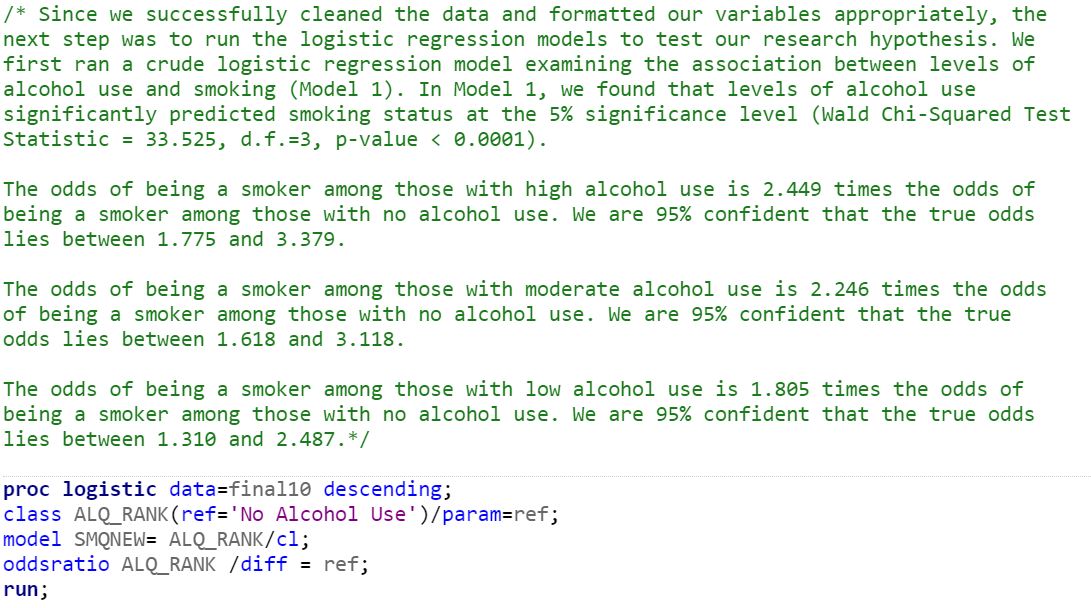 /* Since we successfully cleaned the data and formatted our variables appropriately, the
next step was to run the logistic regression models to test our research hypothesis. We
first ran a crude logistic regression model examining the association between levels of
alcohol use and smoking (Model 1). In Model 1, we found that levels of alcohol use
significantly predicted smoking status at the 5% significance level (Wald Chi-Squared Test
Statistic = 33.525, d.f.=3, p-value < 0.0001).

The odds of being a smoker among those with high alcohol use is 2.449 times the odds of
being a smoker among those with no alcohol use. We are 95% confident that the true odds
lies between 1.775 and 3.379.

The odds of being a smoker among those with moderate alcohol use is 2.246 times the odds
of being a smoker among those with no alcohol use. We are 95% confident that the true
odds lies between 1.618 and 3.118.

The odds of being a smoker among those with low alcohol use is 1.805 times the odds of
being a smoker among those with no alcohol use. We are 95% confident that the true odds
lies between 1.310 and 2.487.*/

proc logistic data=final10 descending;
class ALQ_RANK(ref='No Alcohol Use')/param=ref;
model SMQNEW= ALQ_RANK/cl;
oddsratio ALQ_RANK /diff = ref;
run;